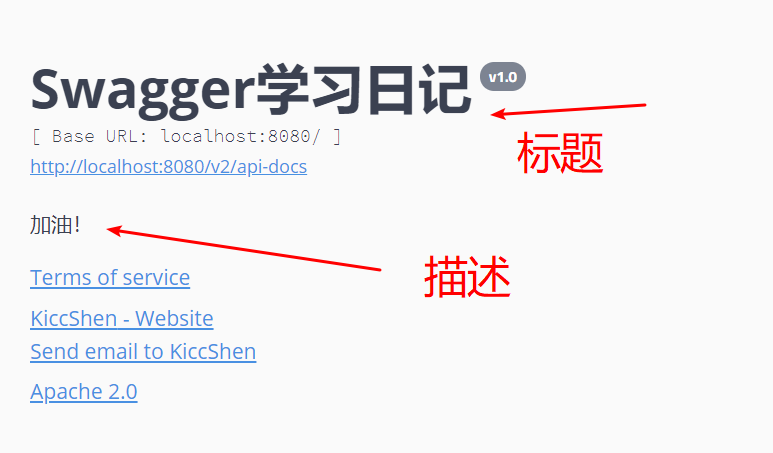 Swagger学习日记 v1.0
[ Base URL: localhost:8080/ ]
标题
http://localhost:8080/v2/api-docs
加油!
描述
Terms of service
KiccShen - Website
Send email to KiccShen
Apache 2.0